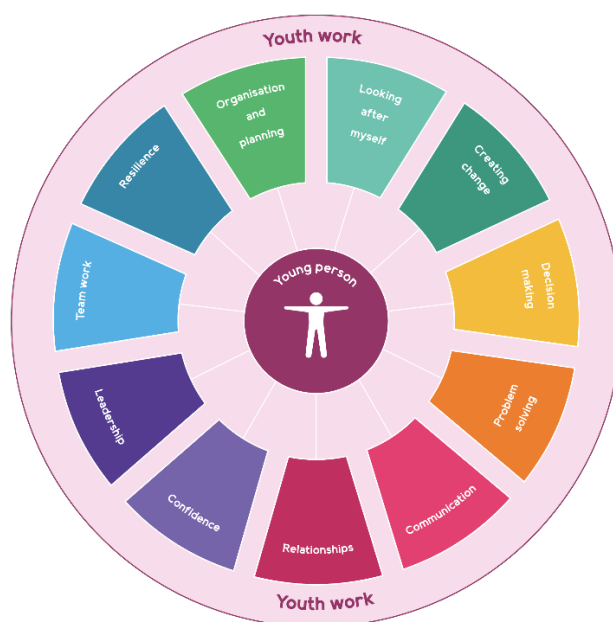 Youth work
Organisation
and
planning
Looking
after
myself
Creating
change
Decision
making
Problem
solving
Communication
Relationships
Confidence
Leadership
Team work
Resilience
Young person
Youth work